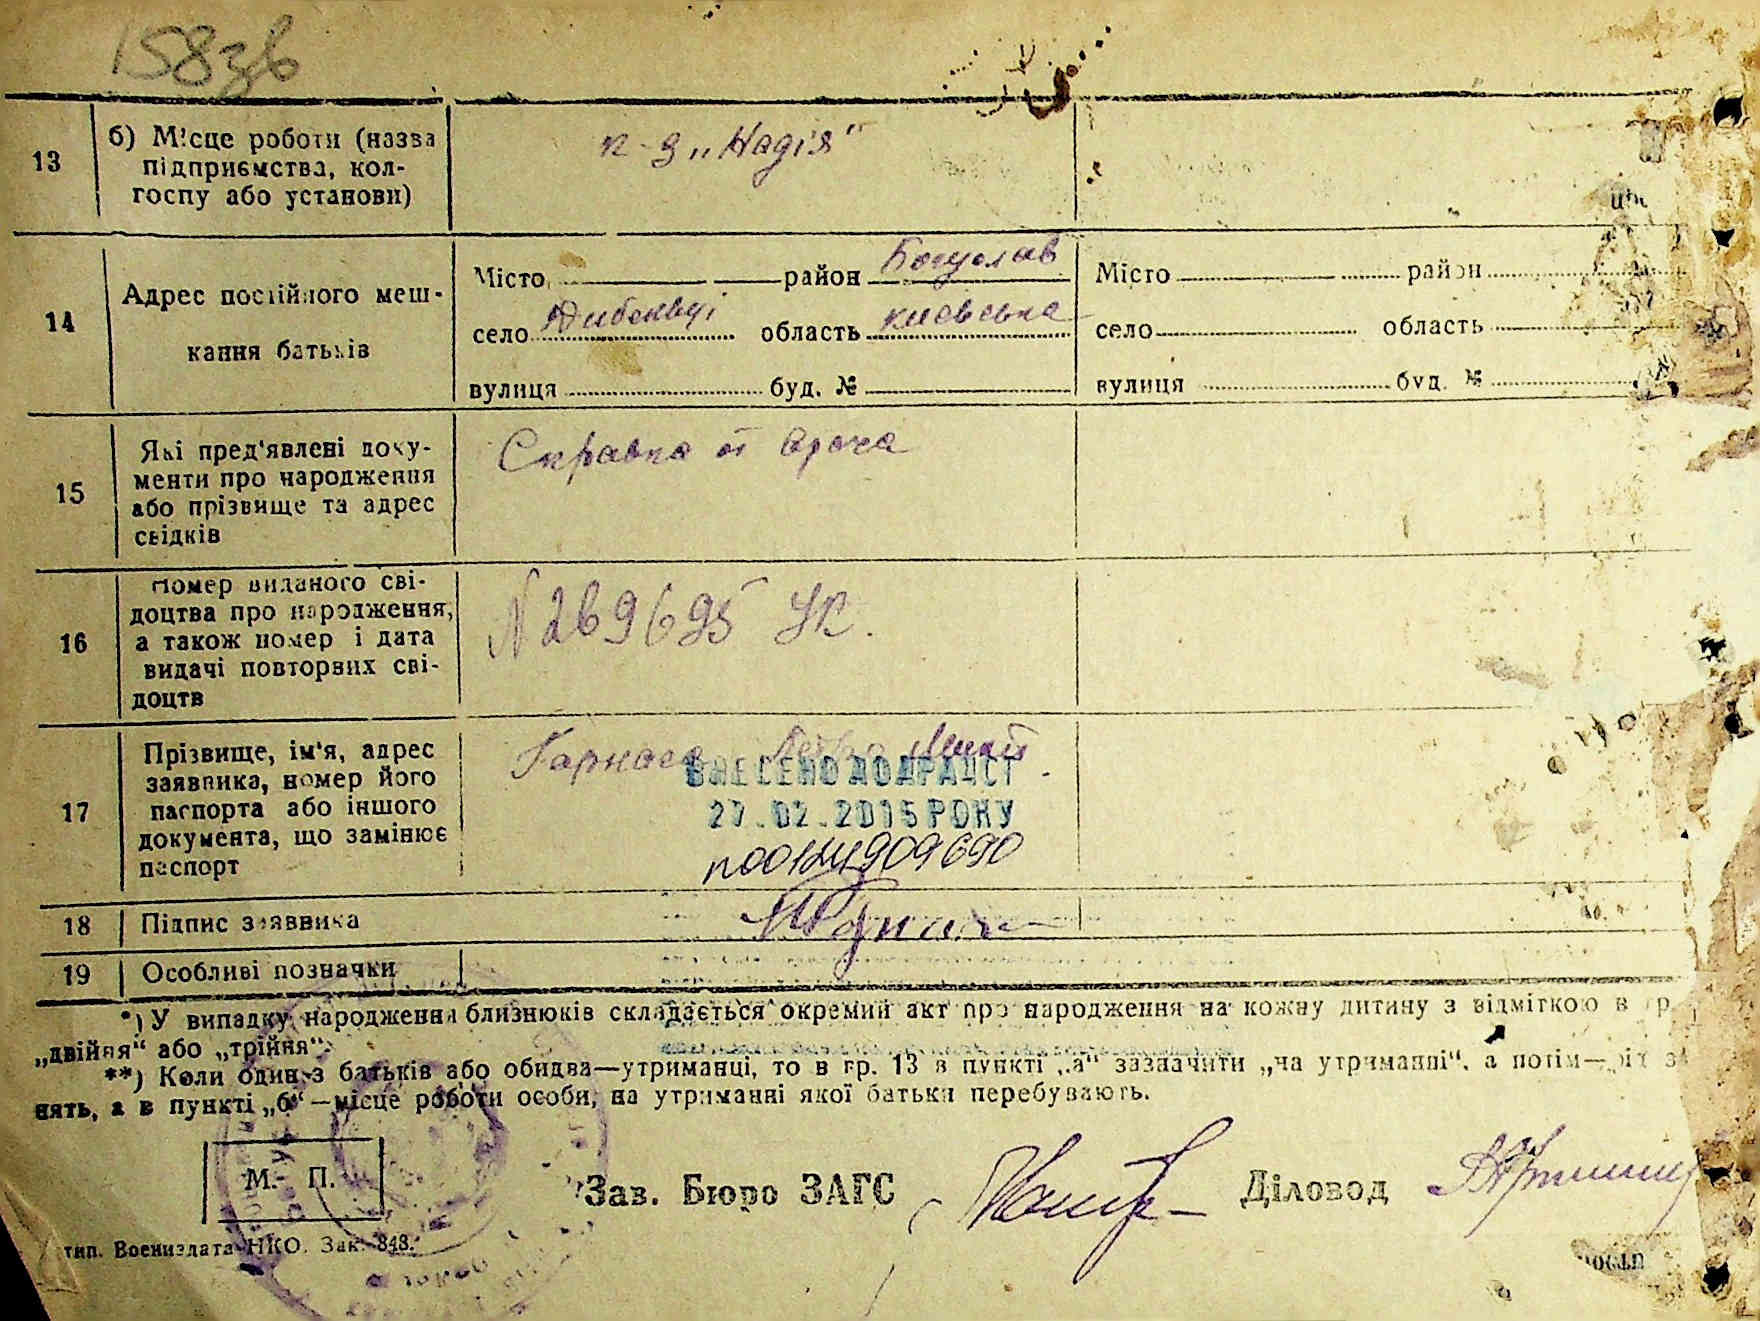 158зв
13
б) Місце роботи (назва
підприємства, кол-
госпу або установи)
к-з „Надія"
14
Адрес постійного меш-
кання батьків
Місто район Богуслав
село Дибенці область київська
вулиця буд. №
Місто район
село область
вулиця буд. №
15
Які пред'явлені доку-
менти про народження
або прізвище та адрес
свідків
Справка от врача
16
Номер виданого сві-
доцтва про народження,
а також номер і дата
видачі повторних сві-
доцтв
N 269695 УК.
17
Прізвище, ім'я, адрес
заявника, номер його
паспорта або іншого
документа, що замінює
паспорт
ВНЕСЕНО ДО ДРАЦСГ
27.02.2015 РОКУ
18
Підпис заявника
19
Особливі позначки
*) У випадку народження близнюків складається окремий акт про народження на кожну дитину з відміткою в гр.
„двійня“ або „трійня“.
**) Коли один з батьків або обидва—утриманці, то в гр. 13 в пункті „а“ зазначити „на утриманні“, а потім—рід за
нять, а в пункті „б“—місце роботи особи, на утриманні якої батьки перебувають.
М. П.
Зав. Бюро ЗАГС
Діловод
тип. Воениздата НКО. Зак. 848.